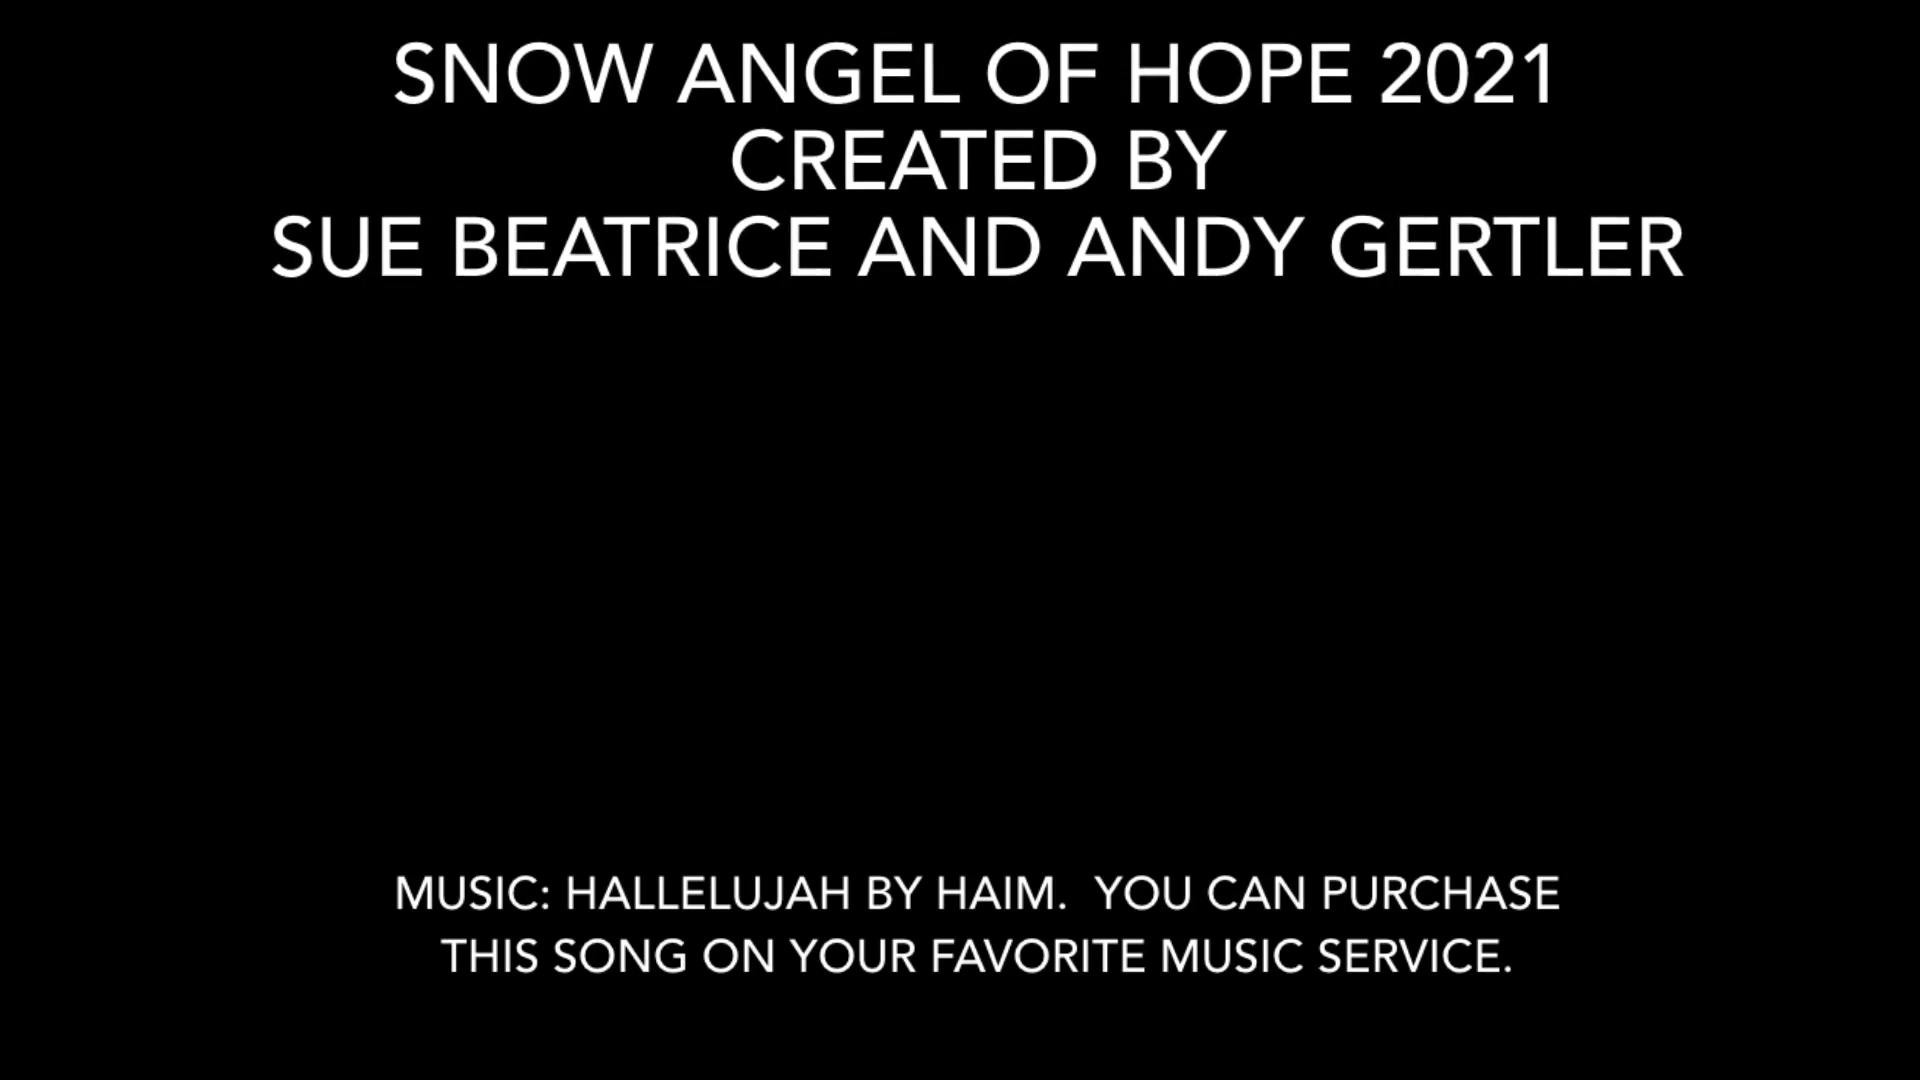 SNOW ANGEL OF HOPE 2021
CREATED BY
SUE BEATRICE AND ANDY GERTLER
MUSIC: HALLELUJAH BY HAIM.  YOU CAN PURCHASE
THIS SONG ON YOUR FAVORITE MUSIC SERVICE.